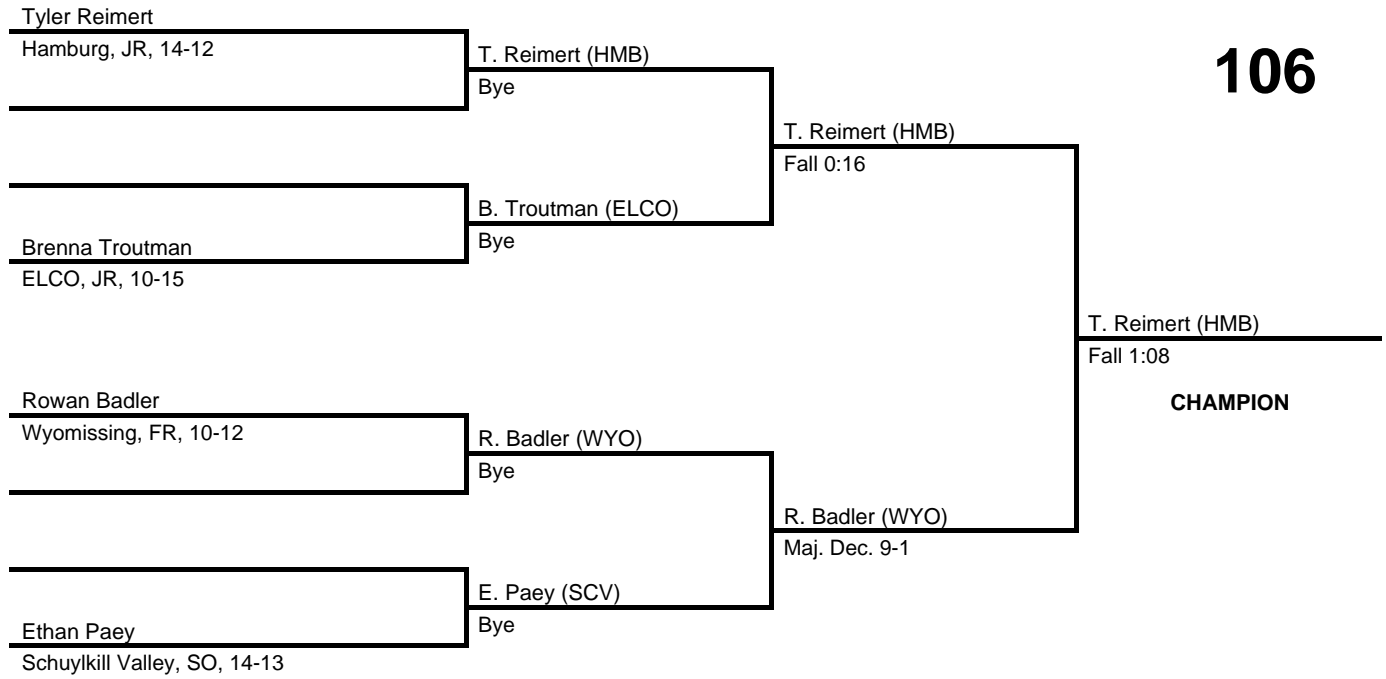 106
Tyler Reimert
Hamburg, JR, 14-12
T. Reimert (HMB)
Bye
T. Reimert (HMB)
Fall 0:16
B. Troutman (ELCO)
Bye
Brenna Troutman
ELCO, JR, 10-15
T. Reimert (HMB)
Fall 1:08
CHAMPION
Rowan Badler
Wyomissing, FR, 10-12
R. Badler (WYO)
Bye
R. Badler (WYO)
Maj. Dec. 9-1
E. Paey (SCV)
Bye
Ethan Paey
Schuylkill Valley, SO, 14-13